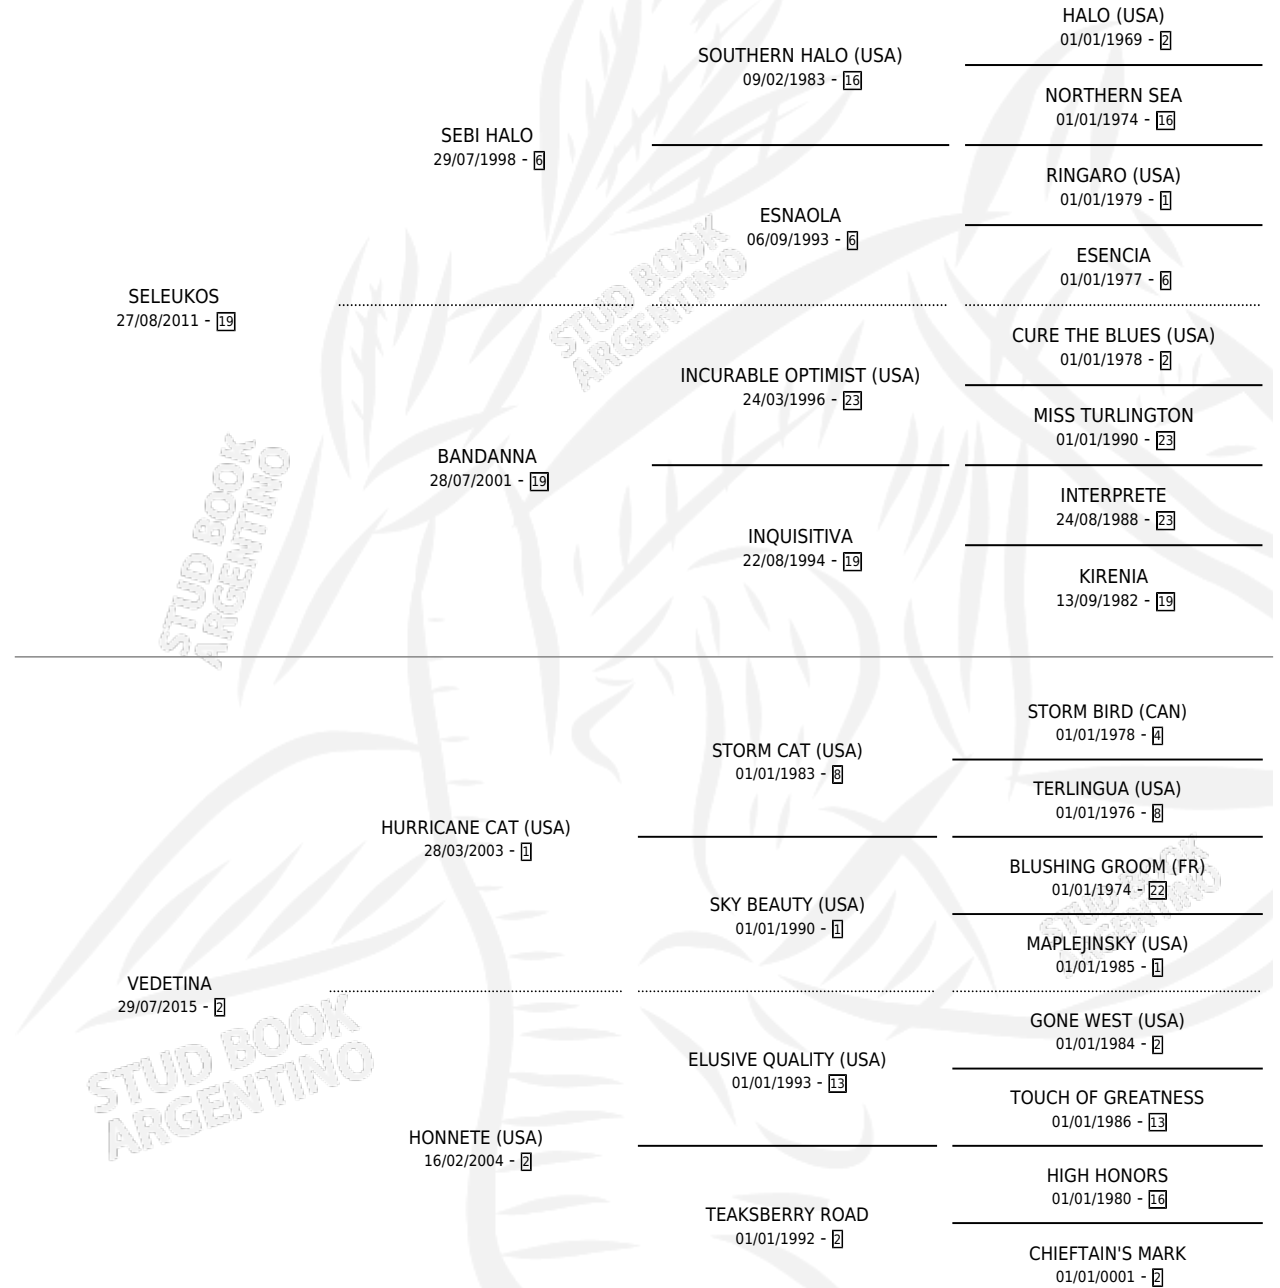 HALO (USA)
01/01/1969 - 2
SOUTHERN HALO (USA)
09/02/1983 - 16
NORTHERN SEA
01/01/1974 - 16
SEBI HALO
29/07/1998 - 6
RINGARO (USA)
01/01/1979 - 1
ESNAOLA
06/09/1993 - 6
ESENCIA
01/01/1977 - 6
SELEUKOS
27/08/2011 - 19
CURE THE BLUES (USA)
01/01/1978 - 2
INCURABLE OPTIMIST (USA)
24/03/1996 - 23
MISS TURLINGTON
01/01/1990 - 23
BANDANNA
28/07/2001 - 19
INTERPRETE
24/08/1988 - 23
INQUISITIVA
22/08/1994 - 19
KIRENIA
13/09/1982 - 19
STUD BOOK
ARGENTINO
STUD BOOK
ARGENTINO
STORM BIRD (CAN)
01/01/1978 - 4
STORM CAT (USA)
01/01/1983 - 8
TERLINGUA (USA)
01/01/1976 - 8
HURRICANE CAT (USA)
28/03/2003 - 1
BLUSHING GROOM (FR)
01/01/1974 - 22
SKY BEAUTY (USA)
01/01/1990 - 1
MAPLEJINSKY (USA)
01/01/1985 - 1
VEDETINA
29/07/2015 - 2
GONE WEST (USA)
01/01/1984 - 2
ELUSIVE QUALITY (USA)
01/01/1993 - 13
TOUCH OF GREATNESS
01/01/1986 - 13
HONNETE (USA)
16/02/2004 - 2
HIGH HONORS
01/01/1980 - 16
TEAKSBERRY ROAD
01/01/1992 - 2
CHIEFTAIN'S MARK
01/01/0001 - 2
STUD BOOK
ARGENTINO
STUD BOOK
ARGENTINO